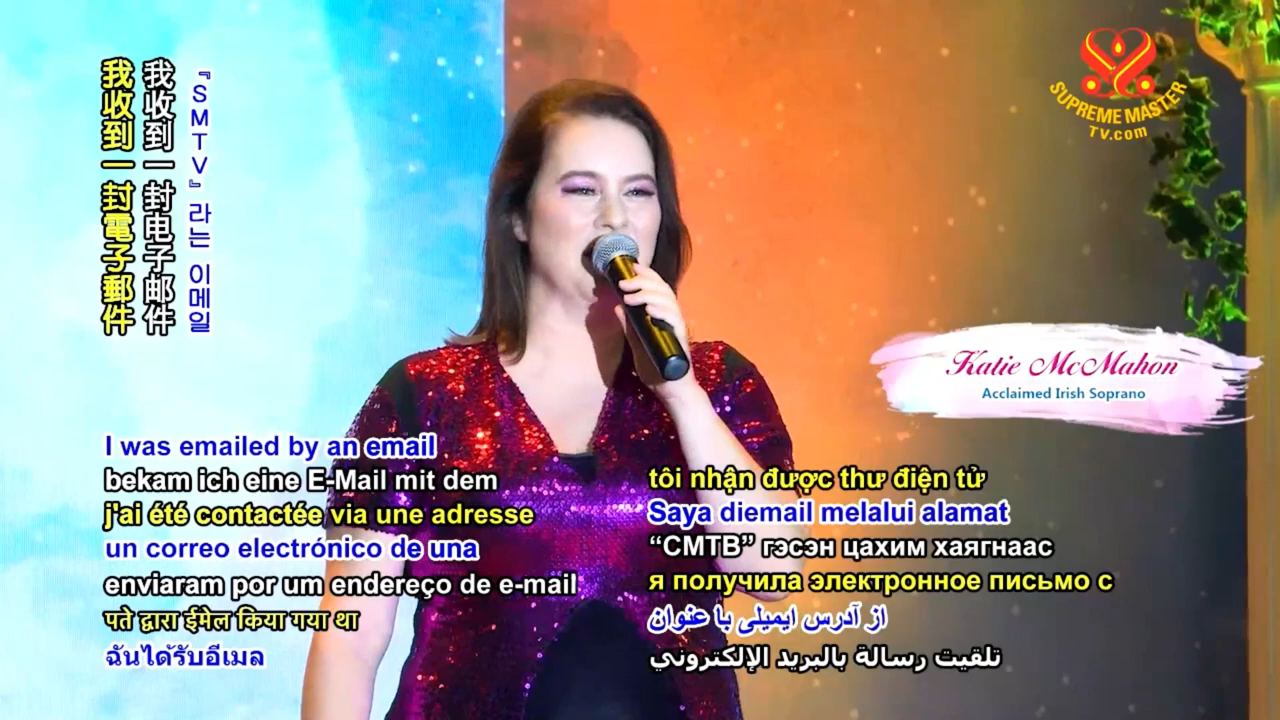 我收到一封電子郵件
我收到一封电子邮件
『SMTV』라는 이메일
SUPREME MASTER
TV.com
Katie McMahon
Acclaimed Irish Soprano
I was emailed by an email
bekam ich eine E-Mail mit dem
j'ai été contactée via une adresse
un correo electrónico de una
enviaram por um endereço de e-mail
पते द्वारा ईमेल किया गया था
ฉันได้รับอีเมล
tôi nhận được thư điện tử
Saya diemail melalui alamat
“СМТВ” гэсэн цахим хаягнаас
я получила электронное письмо с
از آدرس ایمیلی با عنوان
تلقيت رسالة بالبريد الإلكتروني